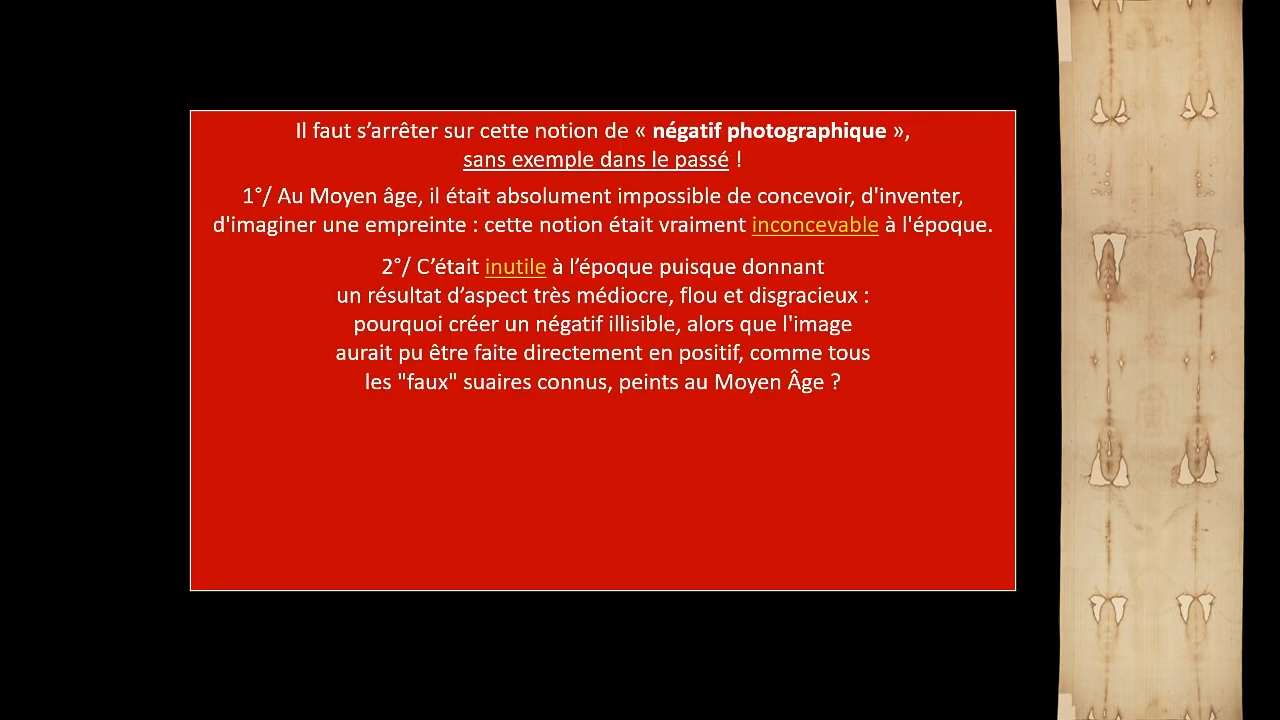 Il faut s’arrêter sur cette notion de « négatif photographique »,
sans exemple dans le passé !
1°/ Au Moyen âge, il était absolument impossible de concevoir, d'inventer,
d'imaginer une empreinte : cette notion était vraiment inconcevable à l'époque.
2°/ C’était inutile à l’époque puisque donnant
un résultat d’aspect très médiocre, flou et disgracieux :
pourquoi créer un négatif illisible, alors que l'image
aurait pu être faite directement en positif, comme tous
les "faux" suaires connus, peints au Moyen Âge ?